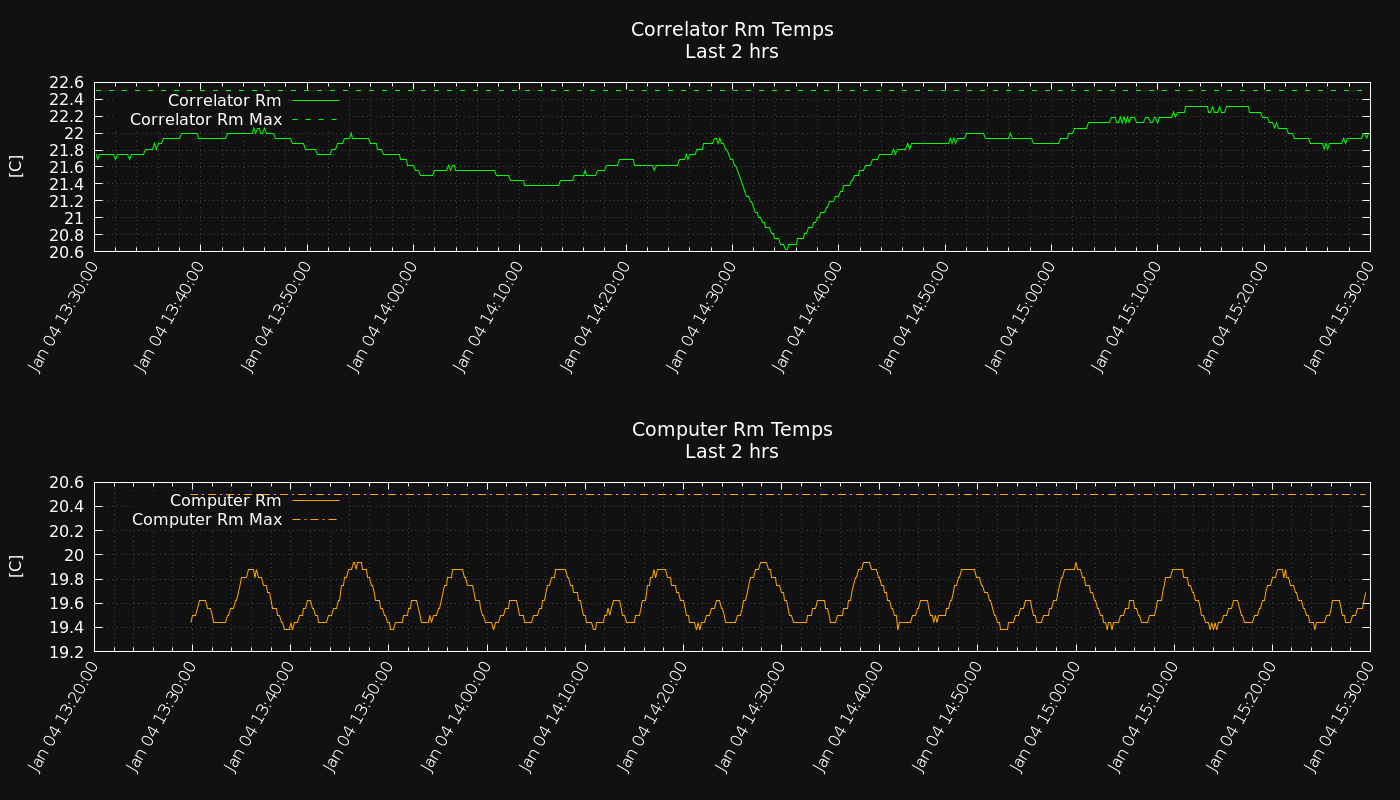 Correlator Rm Temps
Last 2 hrs
22.6
22.4
22.2
22
21.8
21.6
21.4
21.2
21
20.8
20.6
[C]
Correlator Rm
Correlator Rm Max
Jan 04 13:30:00
Jan 04 13:40:00
Jan 04 13:50:00
Jan 04 14:00:00
Jan 04 14:10:00
Jan 04 14:20:00
Jan 04 14:30:00
Jan 04 14:40:00
Jan 04 14:50:00
Jan 04 15:00:00
Jan 04 15:10:00
Jan 04 15:20:00
Jan 04 15:30:00
Computer Rm Temps
Last 2 hrs
20.6
20.4
20.2
20
19.8
19.6
19.4
19.2
[C]
Computer Rm
Computer Rm Max
Jan 04 13:20:00
Jan 04 13:30:00
Jan 04 13:40:00
Jan 04 13:50:00
Jan 04 14:00:00
Jan 04 14:10:00
Jan 04 14:20:00
Jan 04 14:30:00
Jan 04 14:40:00
Jan 04 14:50:00
Jan 04 15:00:00
Jan 04 15:10:00
Jan 04 15:20:00
Jan 04 15:30:00